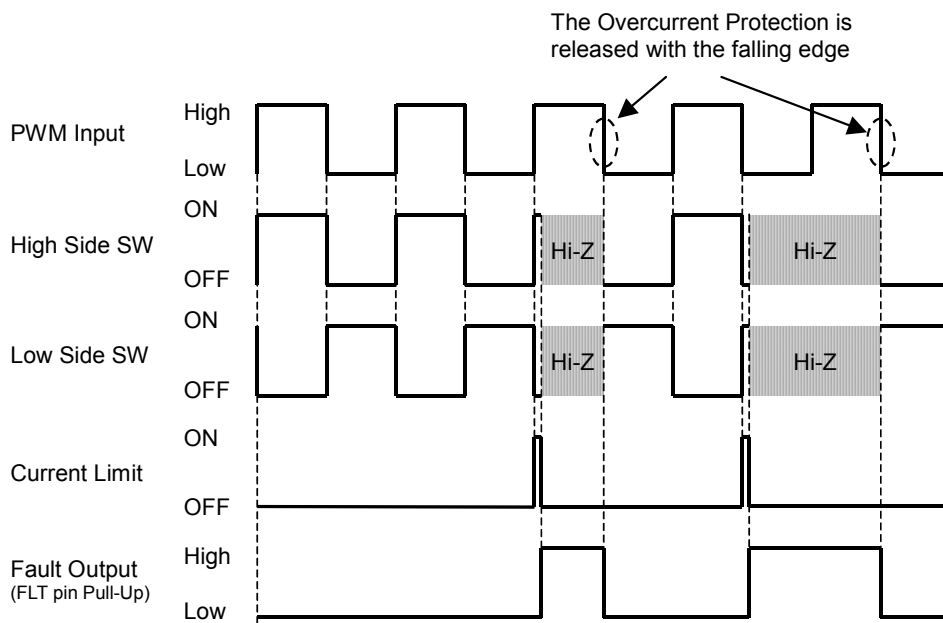 The Overcurrent Protection is
released with the falling edge
High
PWM Input
Low
ON
High Side SW
Hi-Z
Hi-Z
OFF
ON
Low Side SW
Hi-Z
Hi-Z
OFF
ON
Current Limit
OFF
High
Fault Output
(FLT pin Pull-Up)
Low